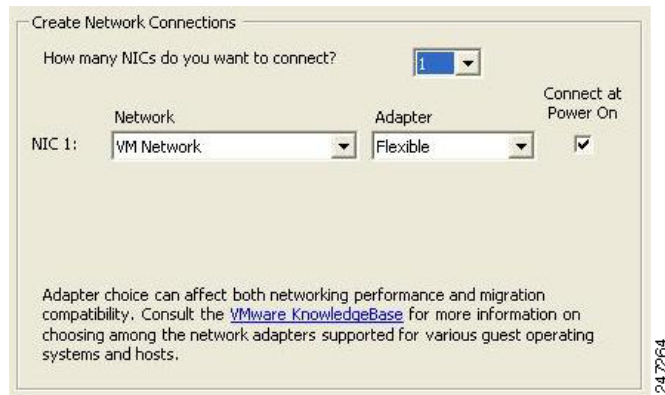 Create Network Connections
How many NICs do you want to connect?
1
Connect at
Power On
Network
Adapter
NIC 1:
VM Network
Flexible
Adapter choice can affect both networking performance and migration
compatibility. Consult the VMware KnowledgeBase for more information on
choosing among the network adapters supported for various guest operating
systems and hosts.
247264